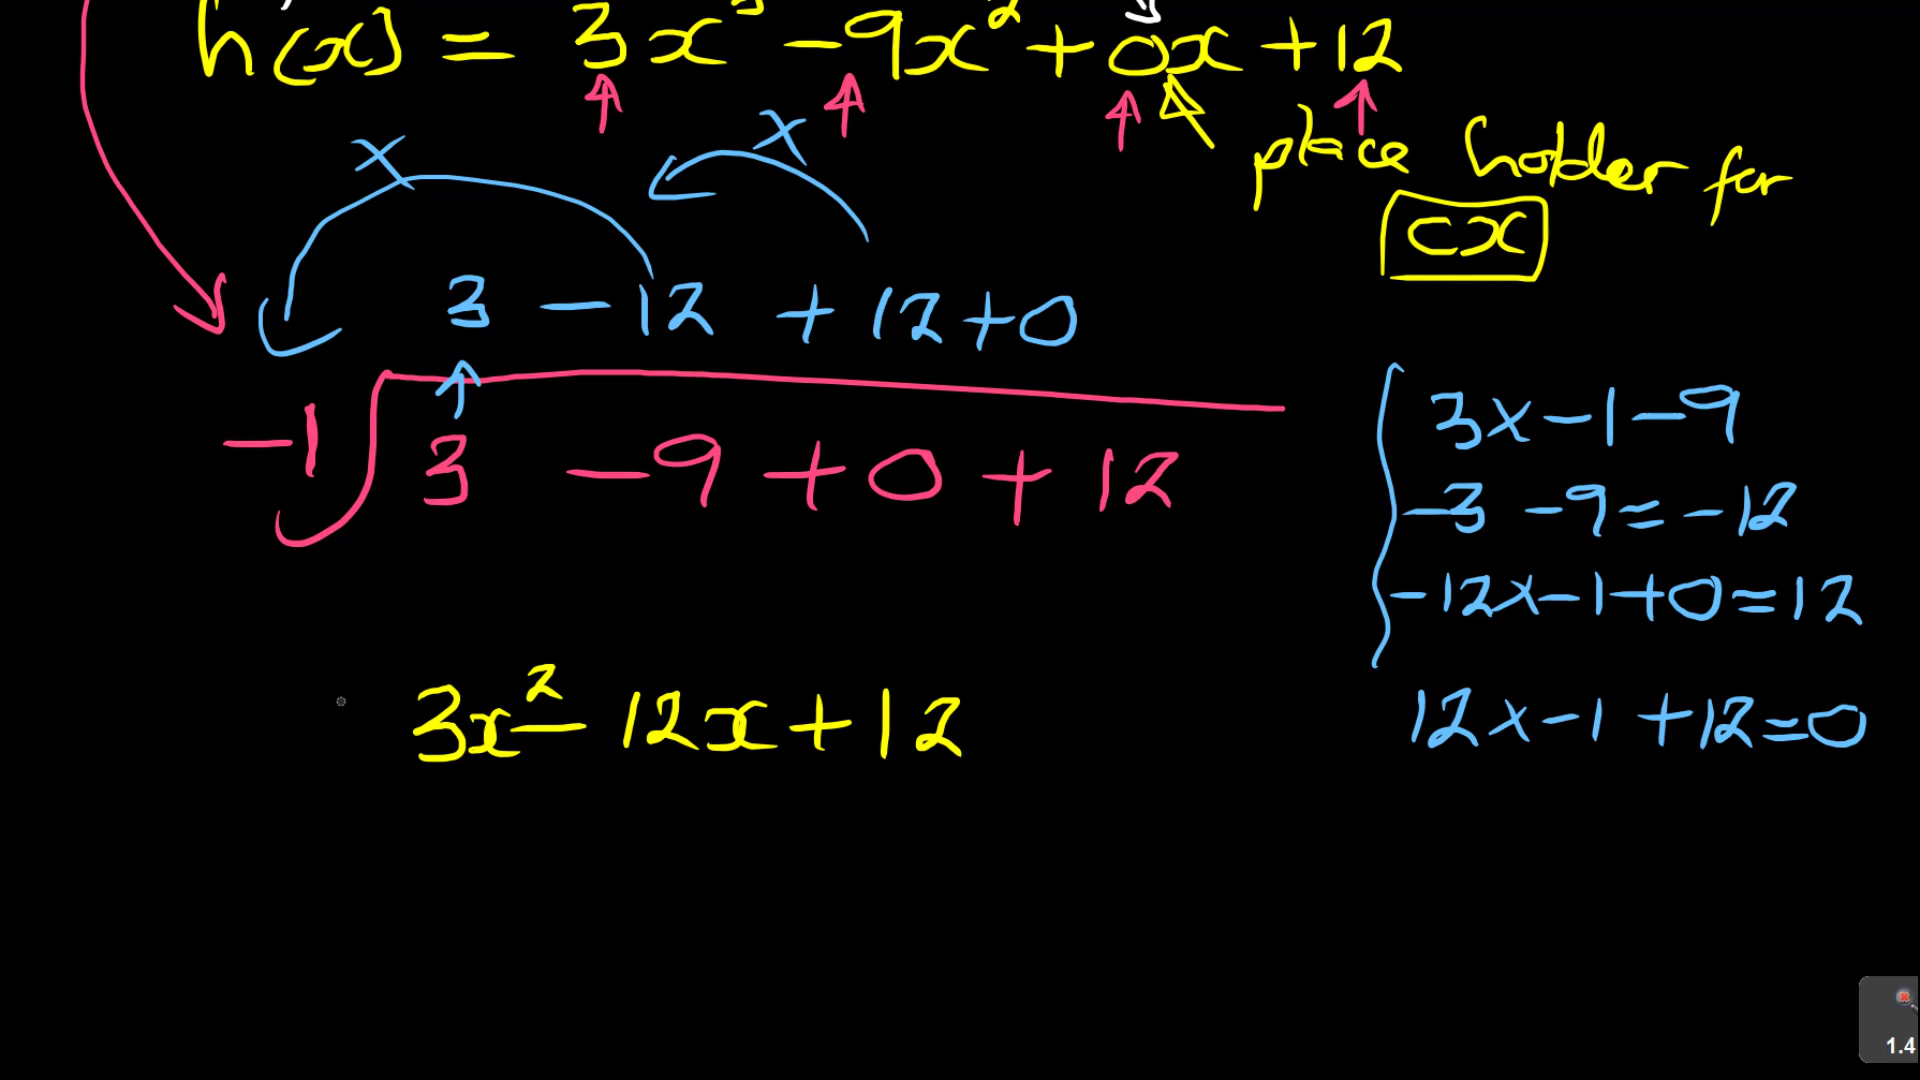 h(x) = 3x³ - 9x² + 0x + 12
place holder for
cx
x x
3 - 12 + 12 + 0
-1 3 - 9 + 0 + 12
3x-1-9
-3 -9 = -12
-12x-1+0=12
12x-1 +12=0
3x² - 12x + 12
1.4